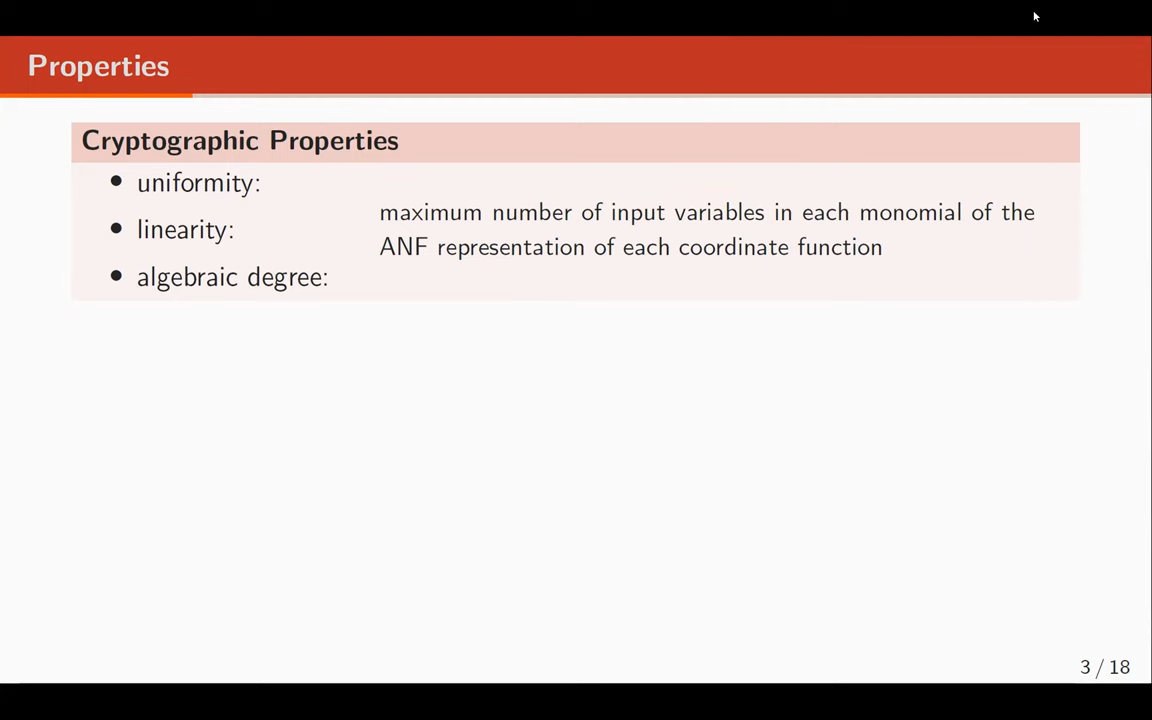 Properties
Cryptographic Properties
• uniformity:
• linearity:
• algebraic degree:
maximum number of input variables in each monomial of the
ANF representation of each coordinate function
3 / 18